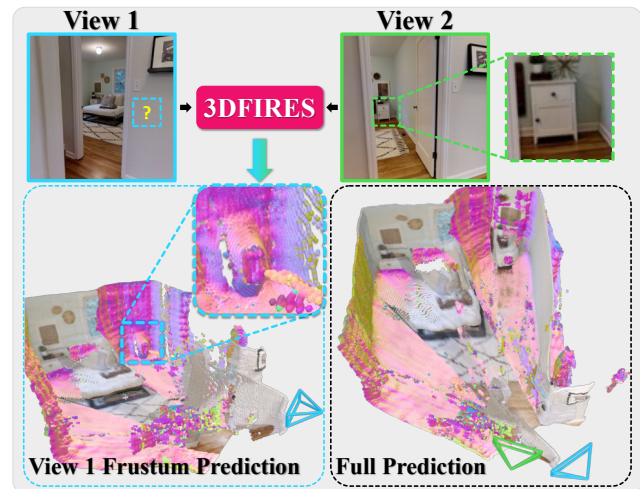 View 1
View 2
?
3DFIRES
View 1 Frustum Prediction
Full Prediction